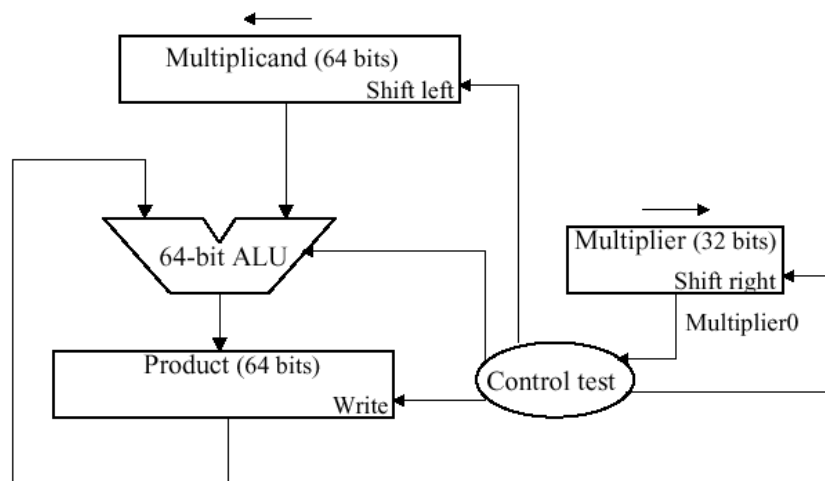 Multiplicand (64 bits)
Shift left
64-bit ALU
Multiplier (32 bits)
Shift right
Multiplier0
Product (64 bits)
Write
Control test